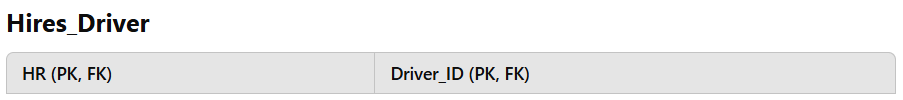 Hires_Driver
HR (PK, FK) Driver_ID (PK, FK)